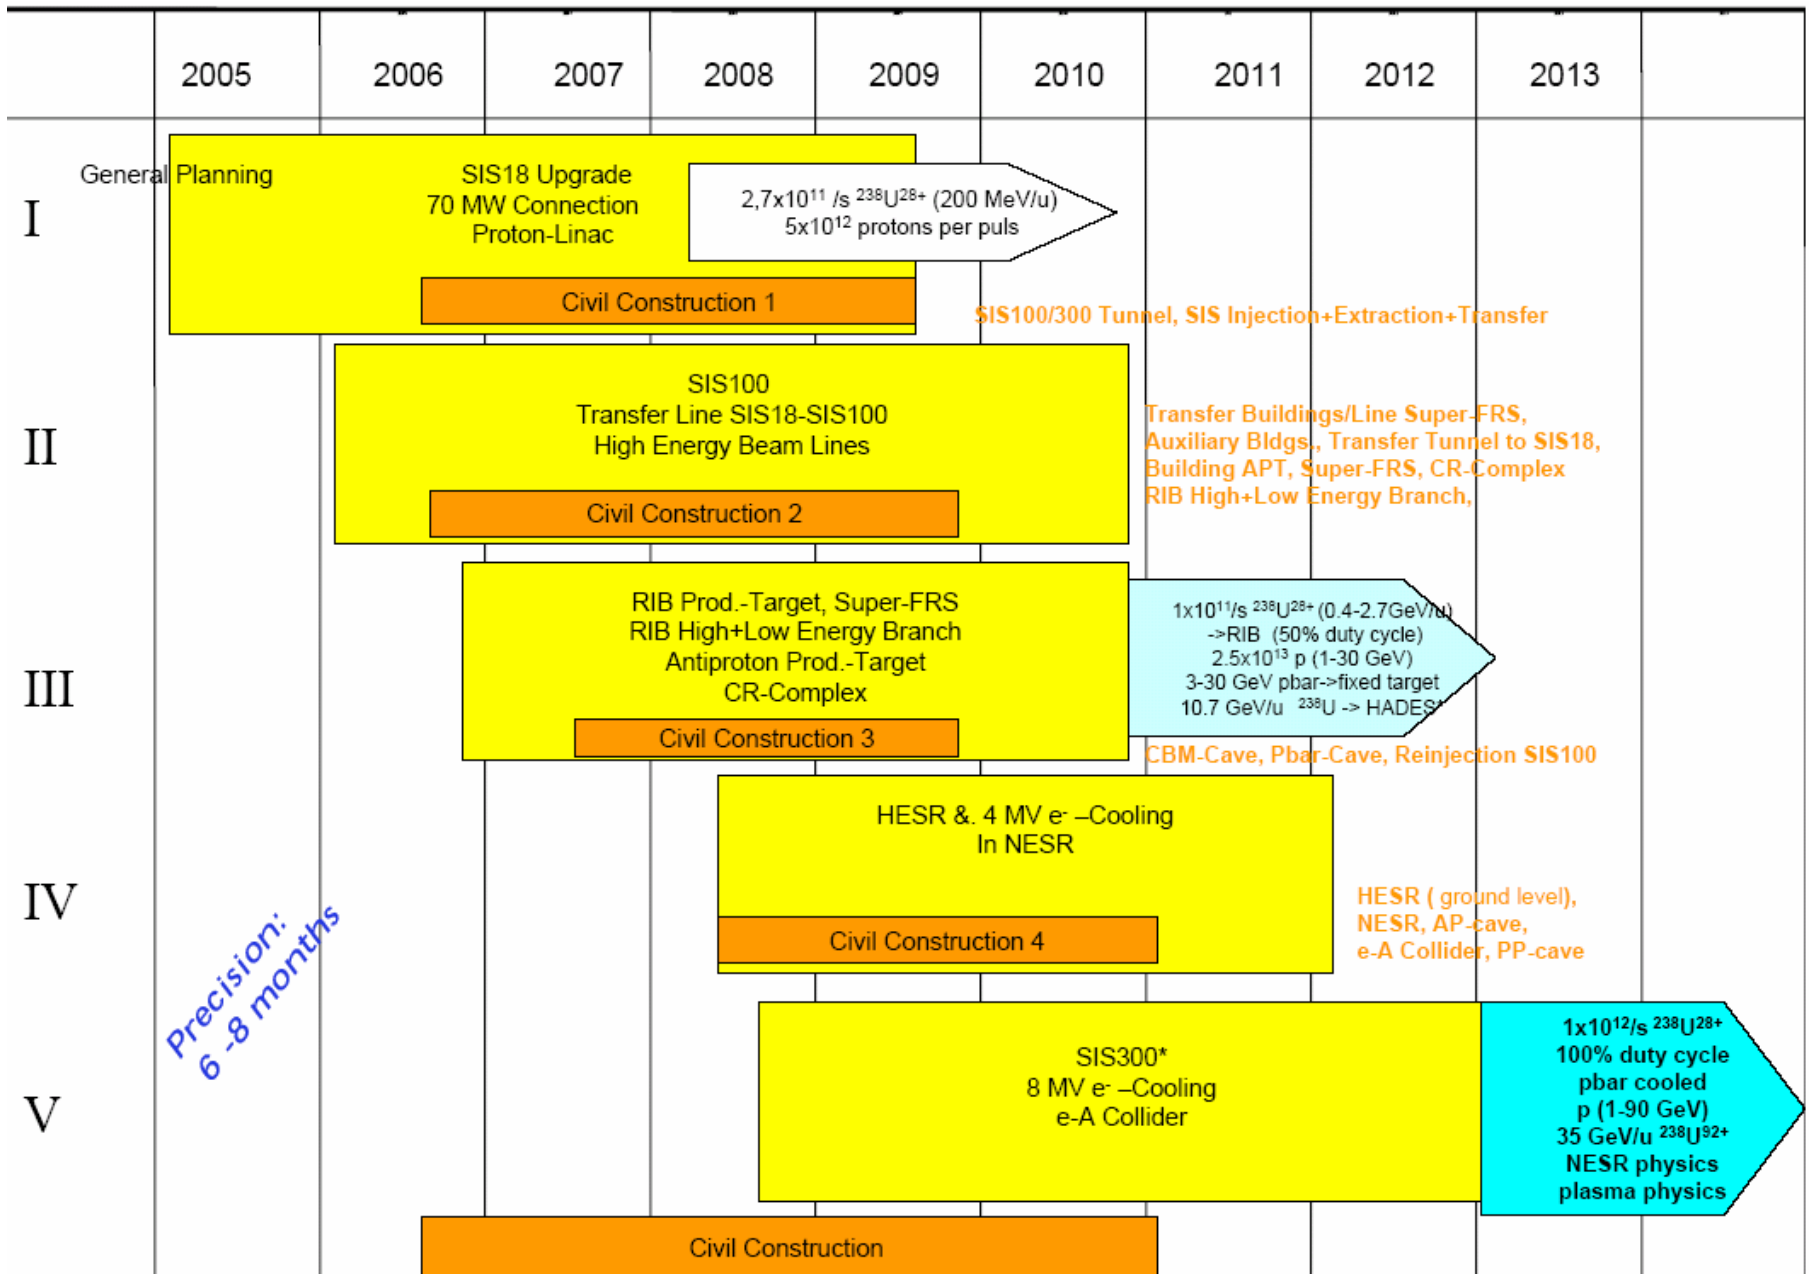 2005 2006 2007 2008 2009 2010 2011 2012 2013
I
General Planning
SIS18 Upgrade
70 MW Connection
Proton-Linac
2,7x10¹¹ /s ²³⁸U²⁸⁺ (200 MeV/u)
5x10¹² protons per puls
Civil Construction 1
SIS100/300 Tunnel, SIS Injection+Extraction+Transfer
II
SIS100
Transfer Line SIS18-SIS100
High Energy Beam Lines
Civil Construction 2
Transfer Buildings/Line Super-FRS,
Auxiliary Bldgs., Transfer Tunnel to SIS18,
Building APT, Super-FRS, CR-Complex
RIB High+Low Energy Branch,
III
RIB Prod.-Target, Super-FRS
RIB High+Low Energy Branch
Antiproton Prod.-Target
CR-Complex
Civil Construction 3
1x10¹¹/s ²³⁸U²⁸⁺ (0.4-2.7GeV/u)
->RIB (50% duty cycle)
2.5x10¹³ p (1-30 GeV)
3-30 GeV pbar->fixed target
10.7 GeV/u ²³⁸U -> HADES*
CBM-Cave, Pbar-Cave, Reinjection SIS100
IV
HESR &. 4 MV e⁻ –Cooling
In NESR
Civil Construction 4
HESR ( ground level),
NESR, AP-cave,
e-A Collider, PP-cave
Precision:
6 -8 months
V
SIS300*
8 MV e⁻ –Cooling
e-A Collider
1x10¹²/s ²³⁸U²⁸⁺
100% duty cycle
pbar cooled
p (1-90 GeV)
35 GeV/u ²³⁸U⁹²⁺
NESR physics
plasma physics
Civil Construction